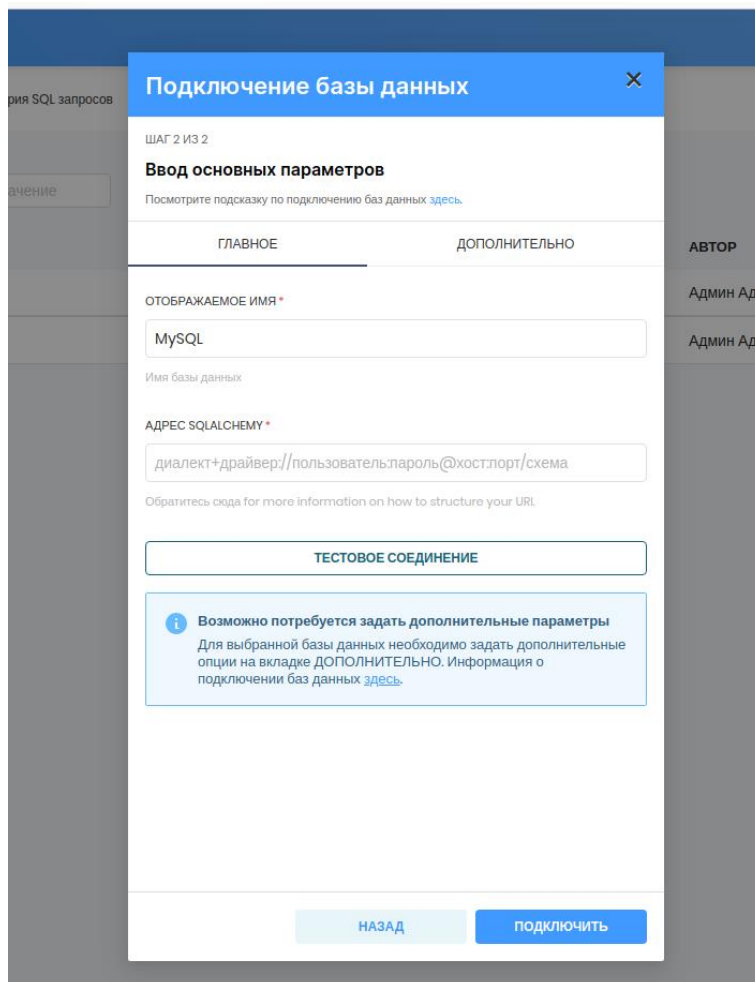 Подключение базы данных
рия SQL запросов
ШАГ 2 ИЗ 2
Ввод основных параметров
Посмотрите подсказку по подключению баз данных здесь.
ачение
ГЛАВНОЕ
ДОПОЛНИТЕЛЬНО
АВТОР
ОТОБРАЖАЕМОЕ ИМЯ *
Админ Ад
MySQL
Админ Ад
Имя базы данных
АДРЕС SQLALCHEMY *
диалект+драйвер://пользователь:пароль@хост:порт/схема
Обратитесь сюда for more information on how to structure your URI.
ТЕСТОВОЕ СОЕДИНЕНИЕ
Возможно потребуется задать дополнительные параметры
Для выбранной базы данных необходимо задать дополнительные
опции на вкладке ДОПОЛНИТЕЛЬНО. Информация о
подключении баз данных здесь.
НАЗАД
ПОДКЛЮЧИТЬ